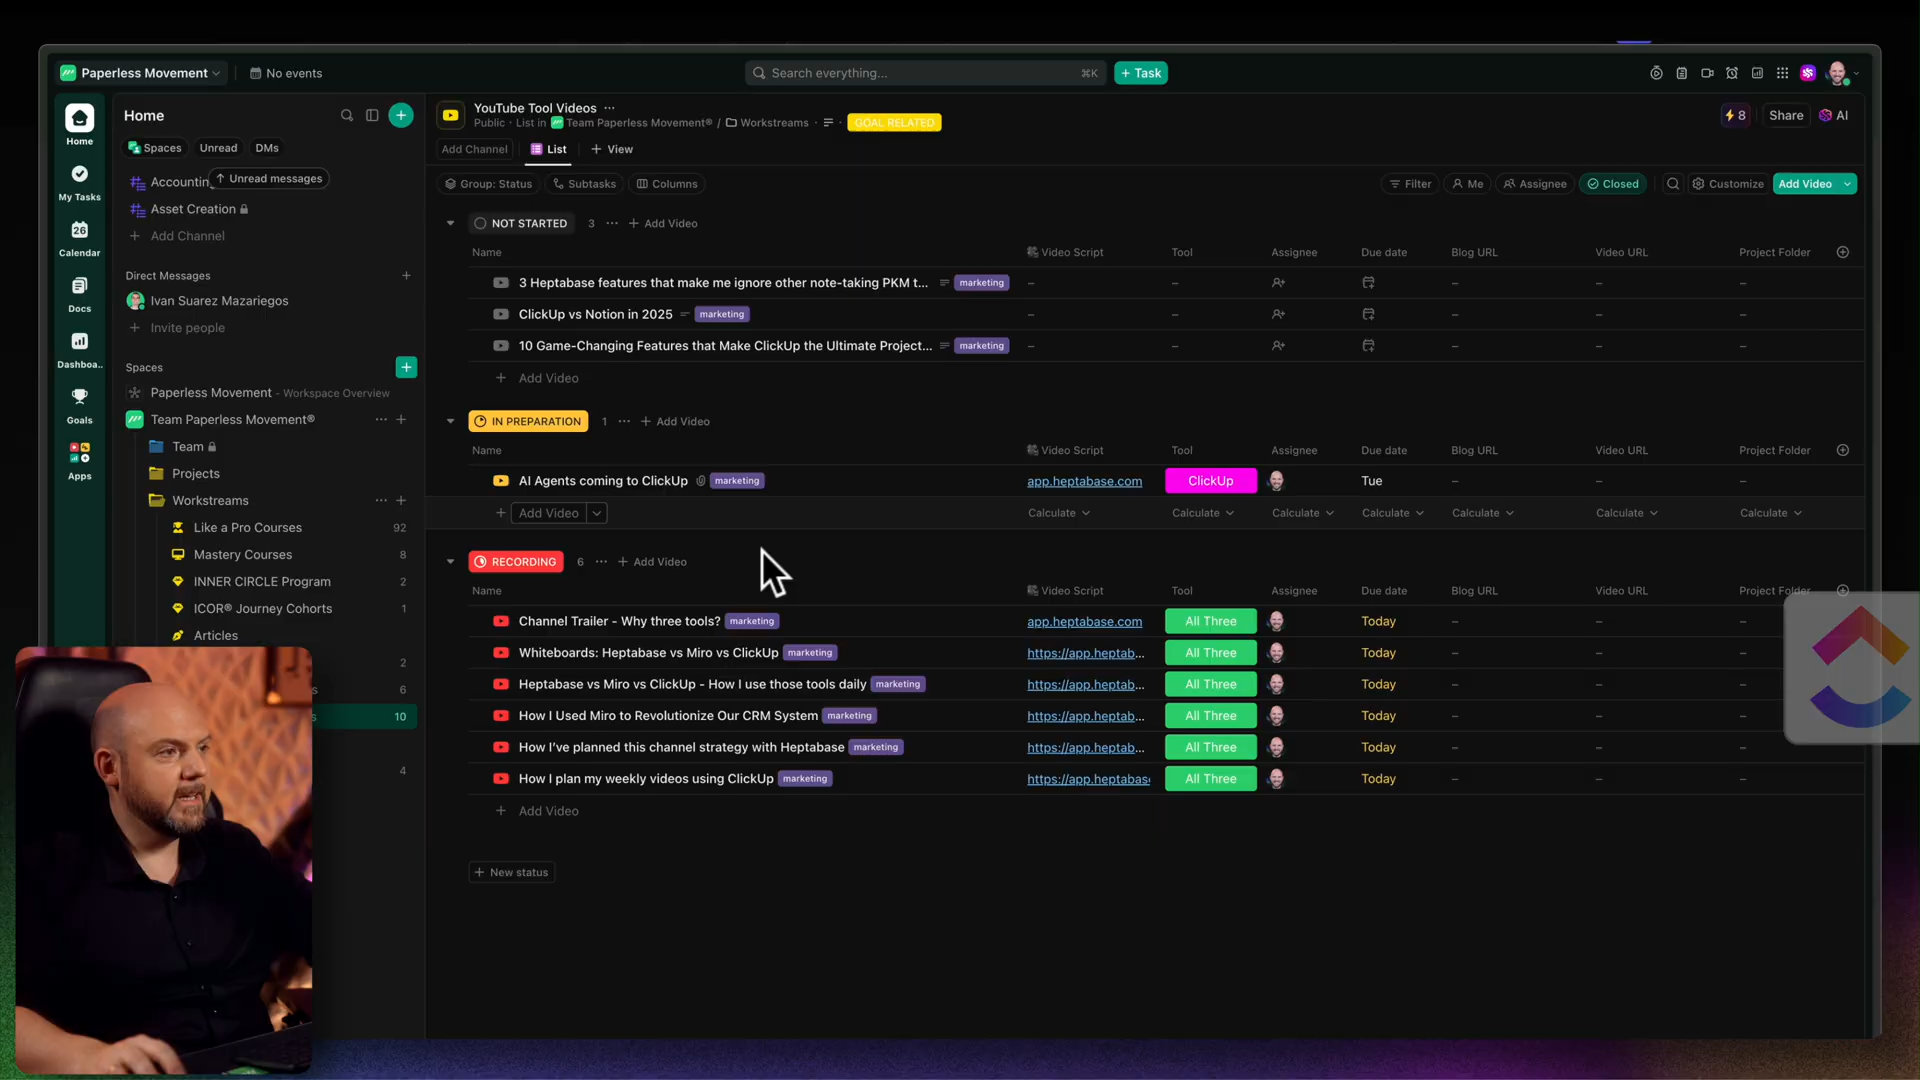 Paperless Movement
No events
Search everything...
⌘K
+ Task
Home
My Tasks
26
Calendar
Docs
Dashboa..
Goals
Apps
Home
Spaces
Unread
DMs
Accounting
↑ Unread messages
Asset Creation
+ Add Channel
Direct Messages
Ivan Suarez Mazariegos
+ Invite people
Spaces
Paperless Movement - Workspace Overview
Team Paperless Movement®
Team
Projects
Workstreams
Like a Pro Courses 92
Mastery Courses 8
INNER CIRCLE Program 2
ICOR® Journey Cohorts 1
Articles
2
s 6
s 10
4
YouTube Tool Videos ...
Public · List in Team Paperless Movement® / Workstreams · GOAL RELATED
8
Share
AI
Add Channel
List
+ View
Group: Status
Subtasks
Columns
Filter
Me
Assignee
Closed
Customize
Add Video
NOT STARTED 3 ... + Add Video
Name Video Script Tool Assignee Due date Blog URL Video URL Project Folder
3 Heptabase features that make me ignore other note-taking PKM t... marketing – – – – –
ClickUp vs Notion in 2025 marketing – – – – –
10 Game-Changing Features that Make ClickUp the Ultimate Project... marketing – – – – –
+ Add Video
IN PREPARATION 1 ... + Add Video
Name Video Script Tool Assignee Due date Blog URL Video URL Project Folder
AI Agents coming to ClickUp marketing app.heptabase.com ClickUp Tue – – –
+ Add Video Calculate Calculate Calculate Calculate Calculate Calculate Calculate
RECORDING 6 ... + Add Video
Name Video Script Tool Assignee Due date Blog URL Video URL Project Folder
Channel Trailer - Why three tools? marketing app.heptabase.com All Three Today – – –
Whiteboards: Heptabase vs Miro vs ClickUp marketing https://app.heptab... All Three Today – – –
Heptabase vs Miro vs ClickUp - How I use those tools daily marketing https://app.heptab... All Three Today – – –
How I Used Miro to Revolutionize Our CRM System marketing https://app.heptab... All Three Today – – –
How I've planned this channel strategy with Heptabase marketing https://app.heptab... All Three Today – – –
How I plan my weekly videos using ClickUp marketing https://app.heptabas All Three Today – – –
+ Add Video
+ New status